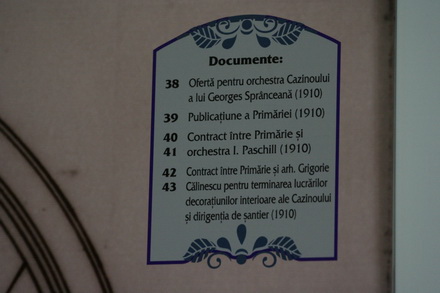 Documente:
38 Ofertă pentru orchestra Cazinoului
a lui Georges Sprânceană (1910)
39 Publicațiune a Primăriei (1910)
40 Contract între Primărie și
41 orchestra I. Paschill (1910)
42 Contract între Primărie și arh. Grigorie
43 Călinescu pentru terminarea lucrărilor
decorațiunilor interioare ale Cazinoului
și dirigenția de șantier (1910)